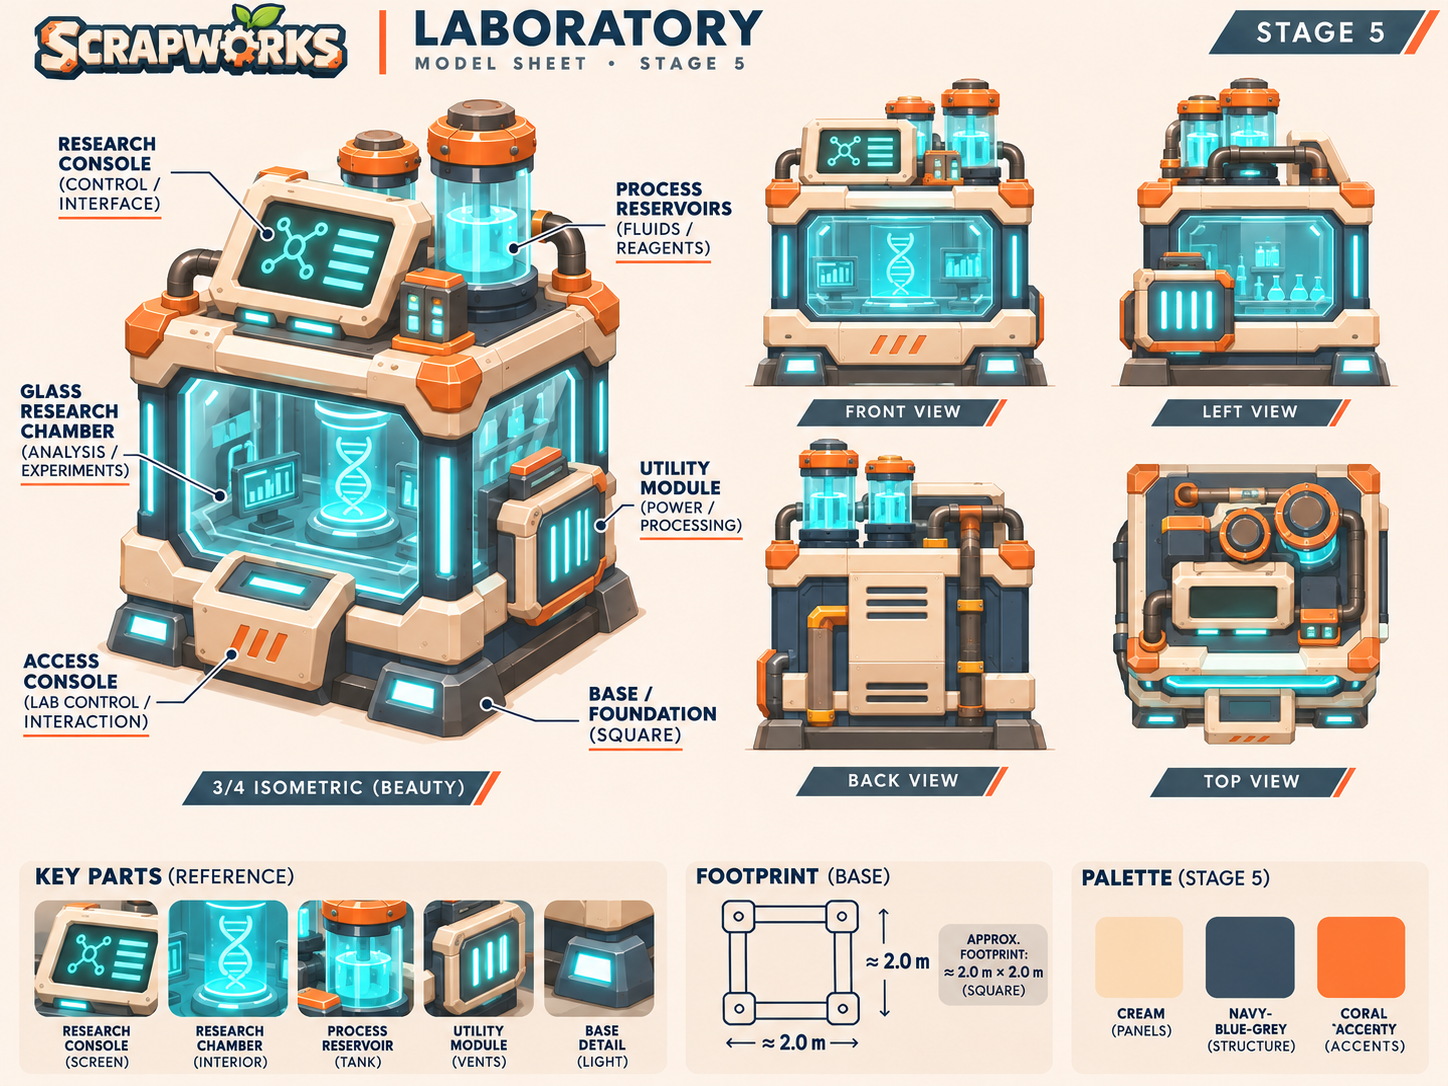 SCRAPWORKS
LABORATORY
MODEL SHEET • STAGE 5
STAGE 5
RESEARCH
CONSOLE
(CONTROL /
INTERFACE)
PROCESS
RESERVOIRS
(FLUIDS /
REAGENTS)
GLASS
RESEARCH
CHAMBER
(ANALYSIS /
EXPERIMENTS)
UTILITY
MODULE
(POWER /
PROCESSING)
ACCESS
CONSOLE
(LAB CONTROL /
INTERACTION)
BASE /
FOUNDATION
(SQUARE)
3/4 ISOMETRIC (BEAUTY)
FRONT VIEW
LEFT VIEW
BACK VIEW
TOP VIEW
KEY PARTS (REFERENCE)
RESEARCH
CONSOLE
(SCREEN)
RESEARCH
CHAMBER
(INTERIOR)
PROCESS
RESERVOIR
(TANK)
UTILITY
MODULE
(VENTS)
BASE
DETAIL
(LIGHT)
FOOTPRINT (BASE)
≈ 2.0 m
≈ 2.0 m
APPROX.
FOOTPRINT:
≈ 2.0 m × 2.0 m
(SQUARE)
PALETTE (STAGE 5)
CREAM
(PANELS)
NAVY-
BLUE-GREY
(STRUCTURE)
CORAL
‵ACCERTY
(ACCENTS)